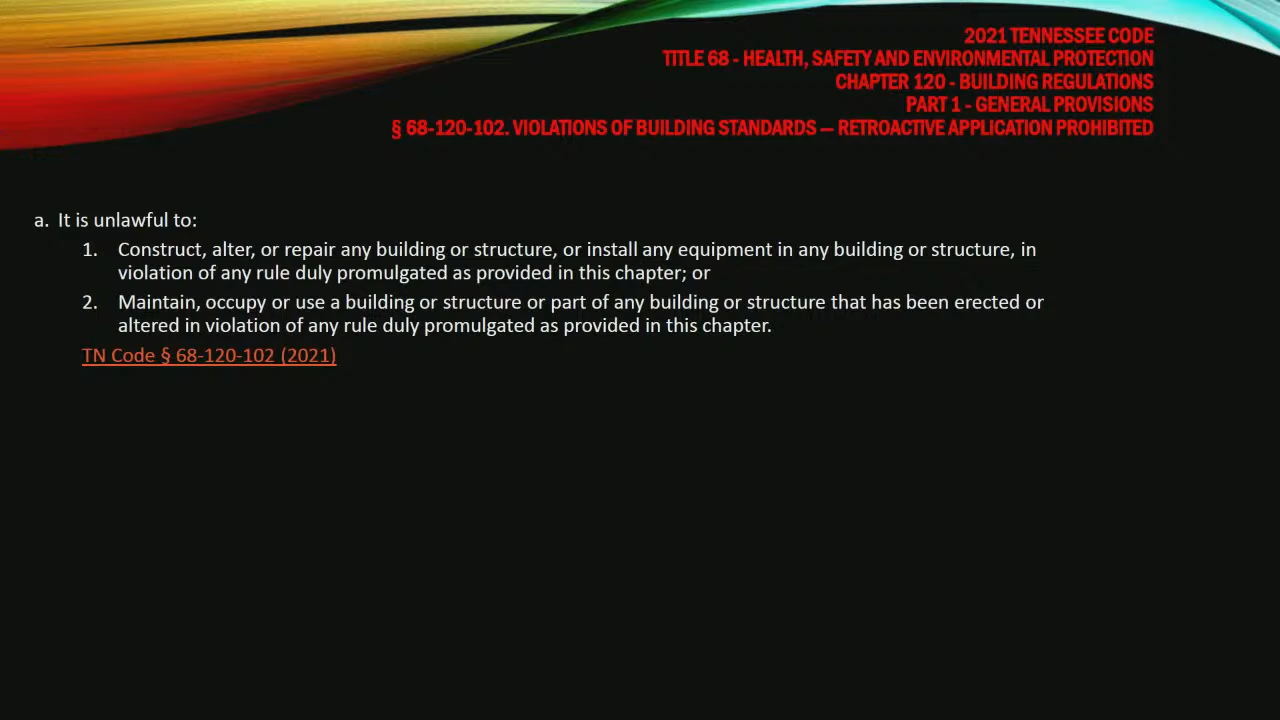 2021 TENNESSEE CODE
TITLE 68 - HEALTH, SAFETY AND ENVIRONMENTAL PROTECTION
CHAPTER 120 - BUILDING REGULATIONS
PART 1 - GENERAL PROVISIONS
§ 68-120-102. VIOLATIONS OF BUILDING STANDARDS — RETROACTIVE APPLICATION PROHIBITED
a. It is unlawful to:
1. Construct, alter, or repair any building or structure, or install any equipment in any building or structure, in
violation of any rule duly promulgated as provided in this chapter; or
2. Maintain, occupy or use a building or structure or part of any building or structure that has been erected or
altered in violation of any rule duly promulgated as provided in this chapter.
TN Code § 68-120-102 (2021)